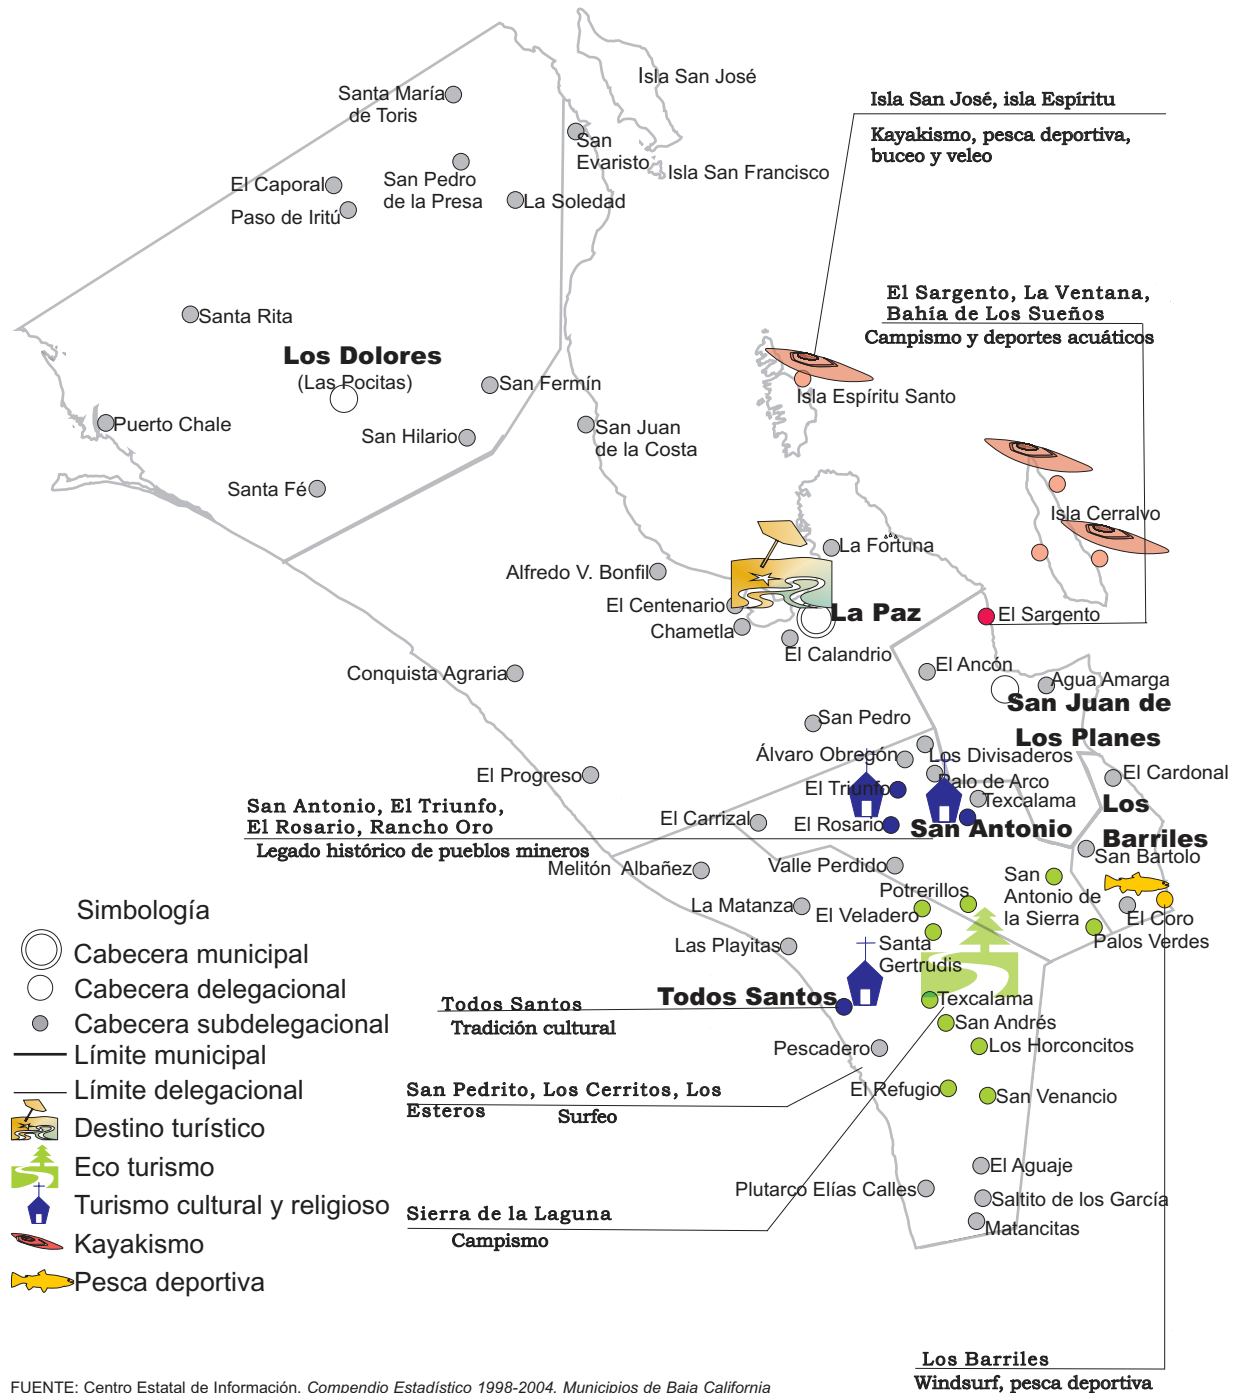 Isla San José
Santa María
de Toris
Isla San José, isla Espíritu
Kayakismo, pesca deportiva,
buceo y veleo
San
Evaristo
San Pedro
de la Presa
Isla San Francisco
El Caporal
La Soledad
Paso de Iritú
El Sargento, La Ventana,
Bahía de Los Sueños
Campismo y deportes acuáticos
Santa Rita
Los Dolores
(Las Pocitas)
San Fermín
Isla Espíritu Santo
Puerto Chale
San Hilario
San Juan
de la Costa
Santa Fé
Isla Cerralvo
La Fortuna
Alfredo V. Bonfil
El Centenario
La Paz
El Sargento
Chametla
El Calandrio
El Ancón
Conquista Agraria
Agua Amarga
San Juan de
Los Planes
San Pedro
Álvaro Obregón
Los Divisaderos
El Progreso
Palo de Arco
El Cardonal
El Triunfo
Texcalama
Los
Barriles
San Antonio, El Triunfo,
El Rosario, Rancho Oro
Legado histórico de pueblos mineros
El Carrizal
El Rosario
San Antonio
San Bartolo
Melitón Albañez
Valle Perdido
San
Antonio de
la Sierra
Potrerillos
La Matanza
El Veladero
El Coro
Palos Verdes
Las Playitas
Santa
Gertrudis
Todos Santos
Todos Santos
Tradición cultural
Texcalama
San Andrés
Pescadero
Los Horconcitos
San Pedrito, Los Cerritos, Los
Esteros
Surfeo
El Refugio
San Venancio
El Aguaje
Plutarco Elías Calles
Saltito de los García
Matancitas
Sierra de la Laguna
Campismo
Simbología
Cabecera municipal
Cabecera delegacional
Cabecera subdelegacional
Límite municipal
Límite delegacional
Destino turístico
Eco turismo
Turismo cultural y religioso
Kayakismo
Pesca deportiva
Los Barriles
Windsurf, pesca deportiva
FUENTE: Centro Estatal de Información. Compendio Estadístico 1998-2004. Municipios de Baja California